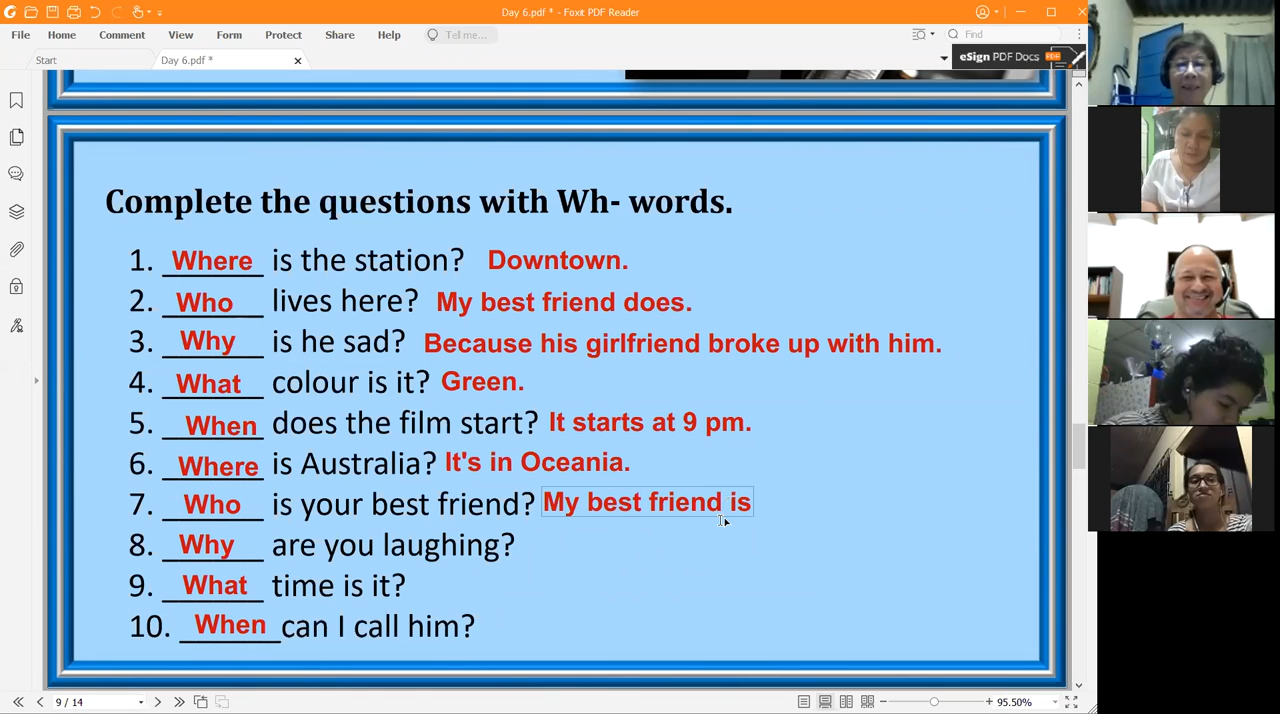 Day 6.pdf * - Foxit PDF Reader
File Home Comment View Form Protect Share Help Tell me... Find
Start Day 6.pdf * eSign PDF Docs
Complete the questions with Wh- words.
1. Where is the station? Downtown.
2. Who lives here? My best friend does.
3. Why is he sad? Because his girlfriend broke up with him.
4. What colour is it? Green.
5. When does the film start? It starts at 9 pm.
6. Where is Australia? It's in Oceania.
7. Who is your best friend? My best friend is
8. Why are you laughing?
9. What time is it?
10. When can I call him?
9 / 14 95.50%